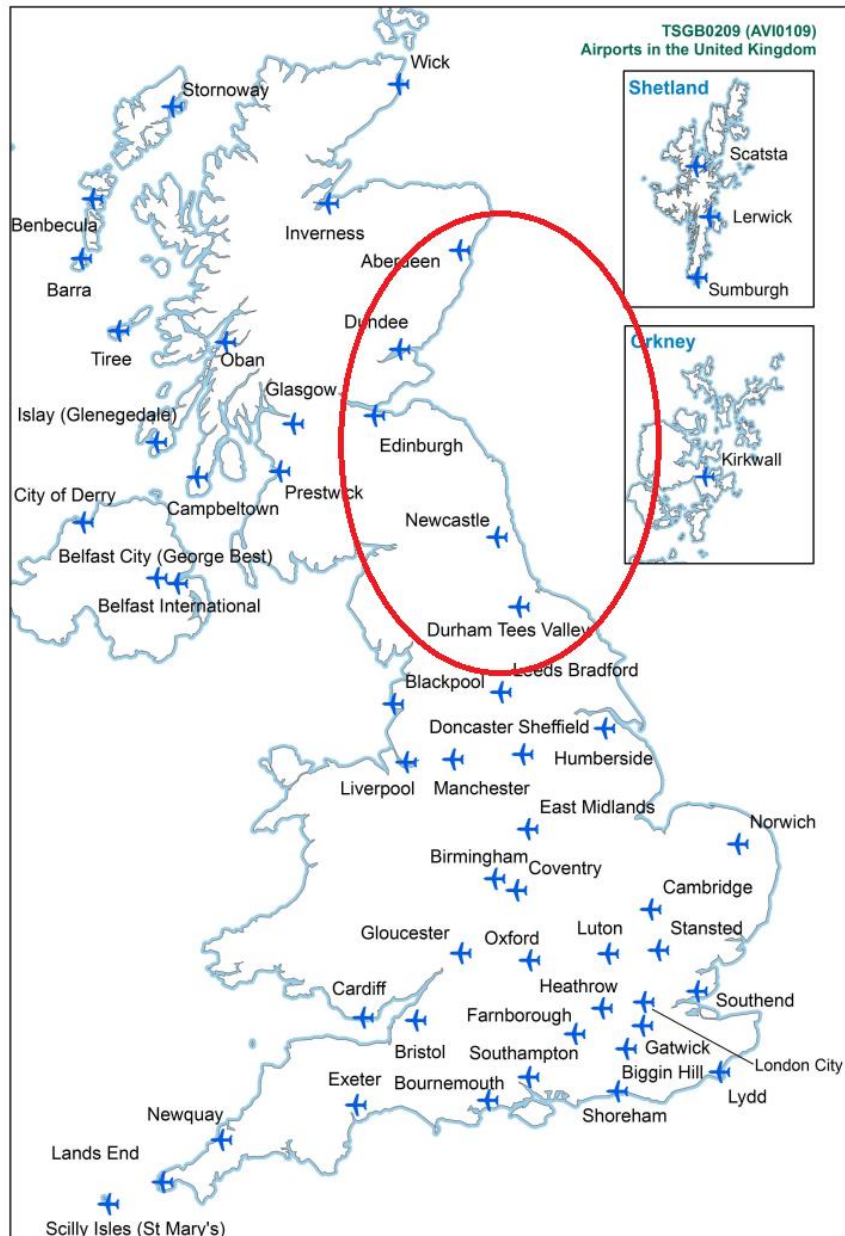 TSGB0209 (AVI0109)
Airports in the United Kingdom
Wick
Stornoway
Shetland
Scatsta
Benbecula
Inverness
Lerwick
Aberdeen
Barra
Sumburgh
Dundee
Orkney
Tiree
Oban
Glasgow
Islay (Glenegedale)
Edinburgh
Kirkwall
Prestwick
City of Derry
Campbeltown
Newcastle
Belfast City (George Best)
Belfast International
Durham Tees Valley
Leeds Bradford
Blackpool
Doncaster Sheffield
Humberside
Liverpool
Manchester
East Midlands
Norwich
Birmingham
Coventry
Cambridge
Gloucester
Oxford
Luton
Stansted
Heathrow
Cardiff
Southend
Farnborough
Bristol
Gatwick
London City
Southampton
Biggin Hill
Exeter
Bournemouth
Lydd
Shoreham
Newquay
Lands End
Scilly Isles (St Mary's)